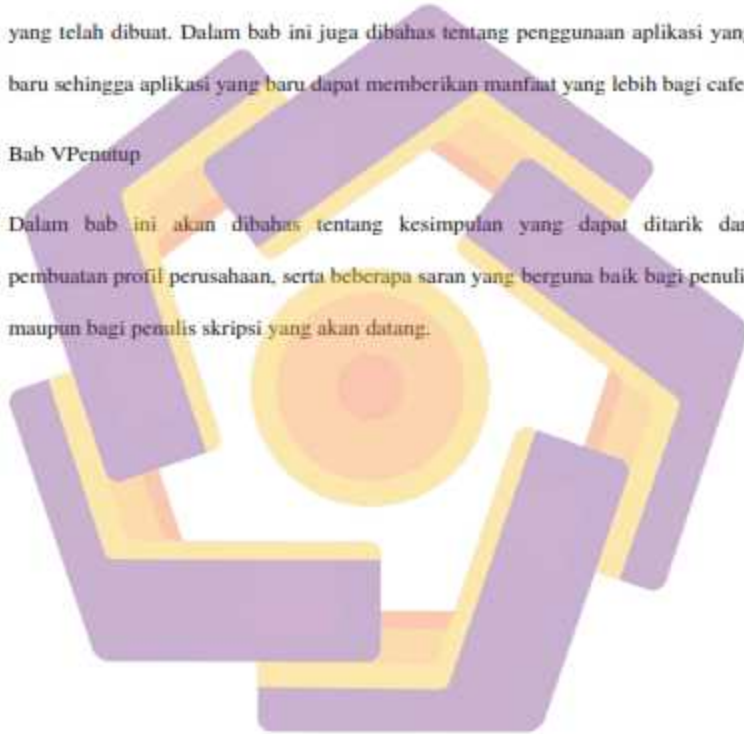 yang telah dibuat. Dalam bab ini juga dibahas tentang penggunaan aplikasi yang
baru sehingga aplikasi yang baru dapat memberikan manfaat yang lebih bagi cafe
Bab VPenutup
Dalam bab ini akan dibahas tentang kesimpulan yang dapat ditarik dar
pembuatan profil perusahaan, serta beberapa saran yang berguna baik bagi penuli
maupun bagi penulis skripsi yang akan datang.